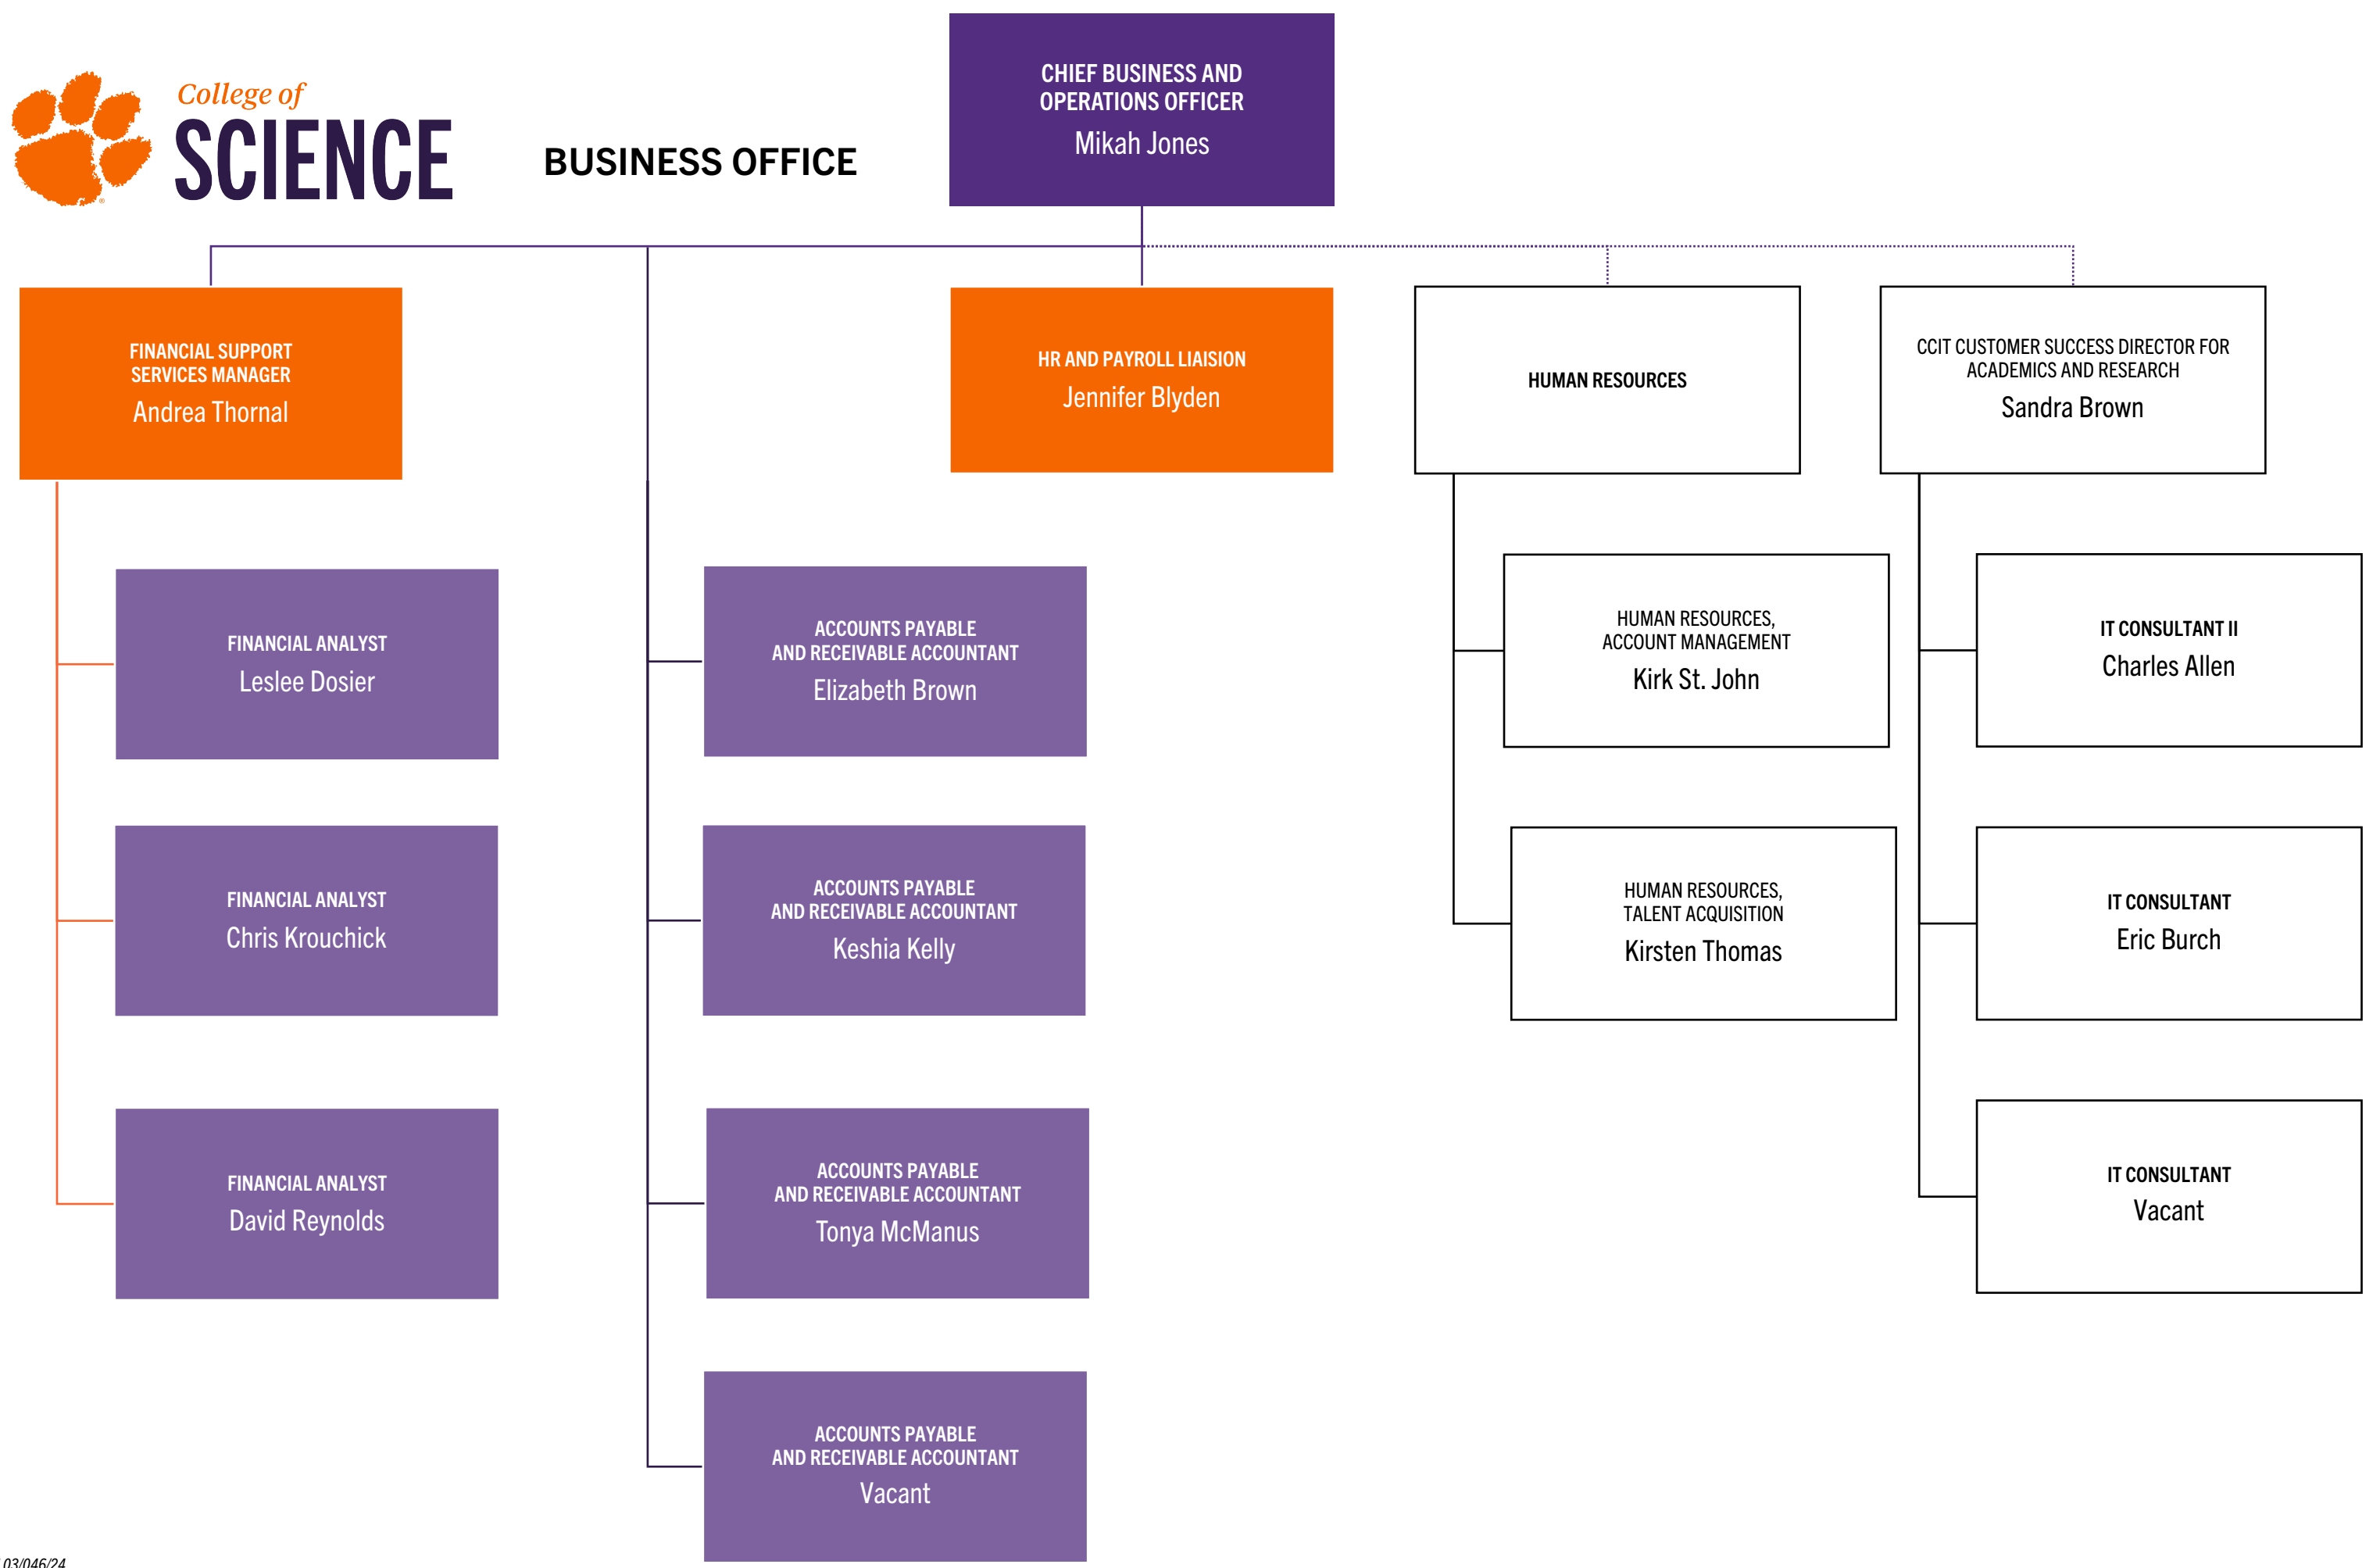 College of
SCIENCE
BUSINESS OFFICE
CHIEF BUSINESS AND
OPERATIONS OFFICER
Mikah Jones
FINANCIAL SUPPORT
SERVICES MANAGER
Andrea Thornal
HR AND PAYROLL LIAISION
Jennifer Blyden
HUMAN RESOURCES
CCIT CUSTOMER SUCCESS DIRECTOR FOR
ACADEMICS AND RESEARCH
Sandra Brown
FINANCIAL ANALYST
Leslee Dosier
FINANCIAL ANALYST
Chris Krouchick
FINANCIAL ANALYST
David Reynolds
ACCOUNTS PAYABLE
AND RECEIVABLE ACCOUNTANT
Elizabeth Brown
ACCOUNTS PAYABLE
AND RECEIVABLE ACCOUNTANT
Keshia Kelly
ACCOUNTS PAYABLE
AND RECEIVABLE ACCOUNTANT
Tonya McManus
ACCOUNTS PAYABLE
AND RECEIVABLE ACCOUNTANT
Vacant
HUMAN RESOURCES,
ACCOUNT MANAGEMENT
Kirk St. John
HUMAN RESOURCES,
TALENT ACQUISITION
Kirsten Thomas
IT CONSULTANT II
Charles Allen
IT CONSULTANT
Eric Burch
IT CONSULTANT
Vacant
03/046/24